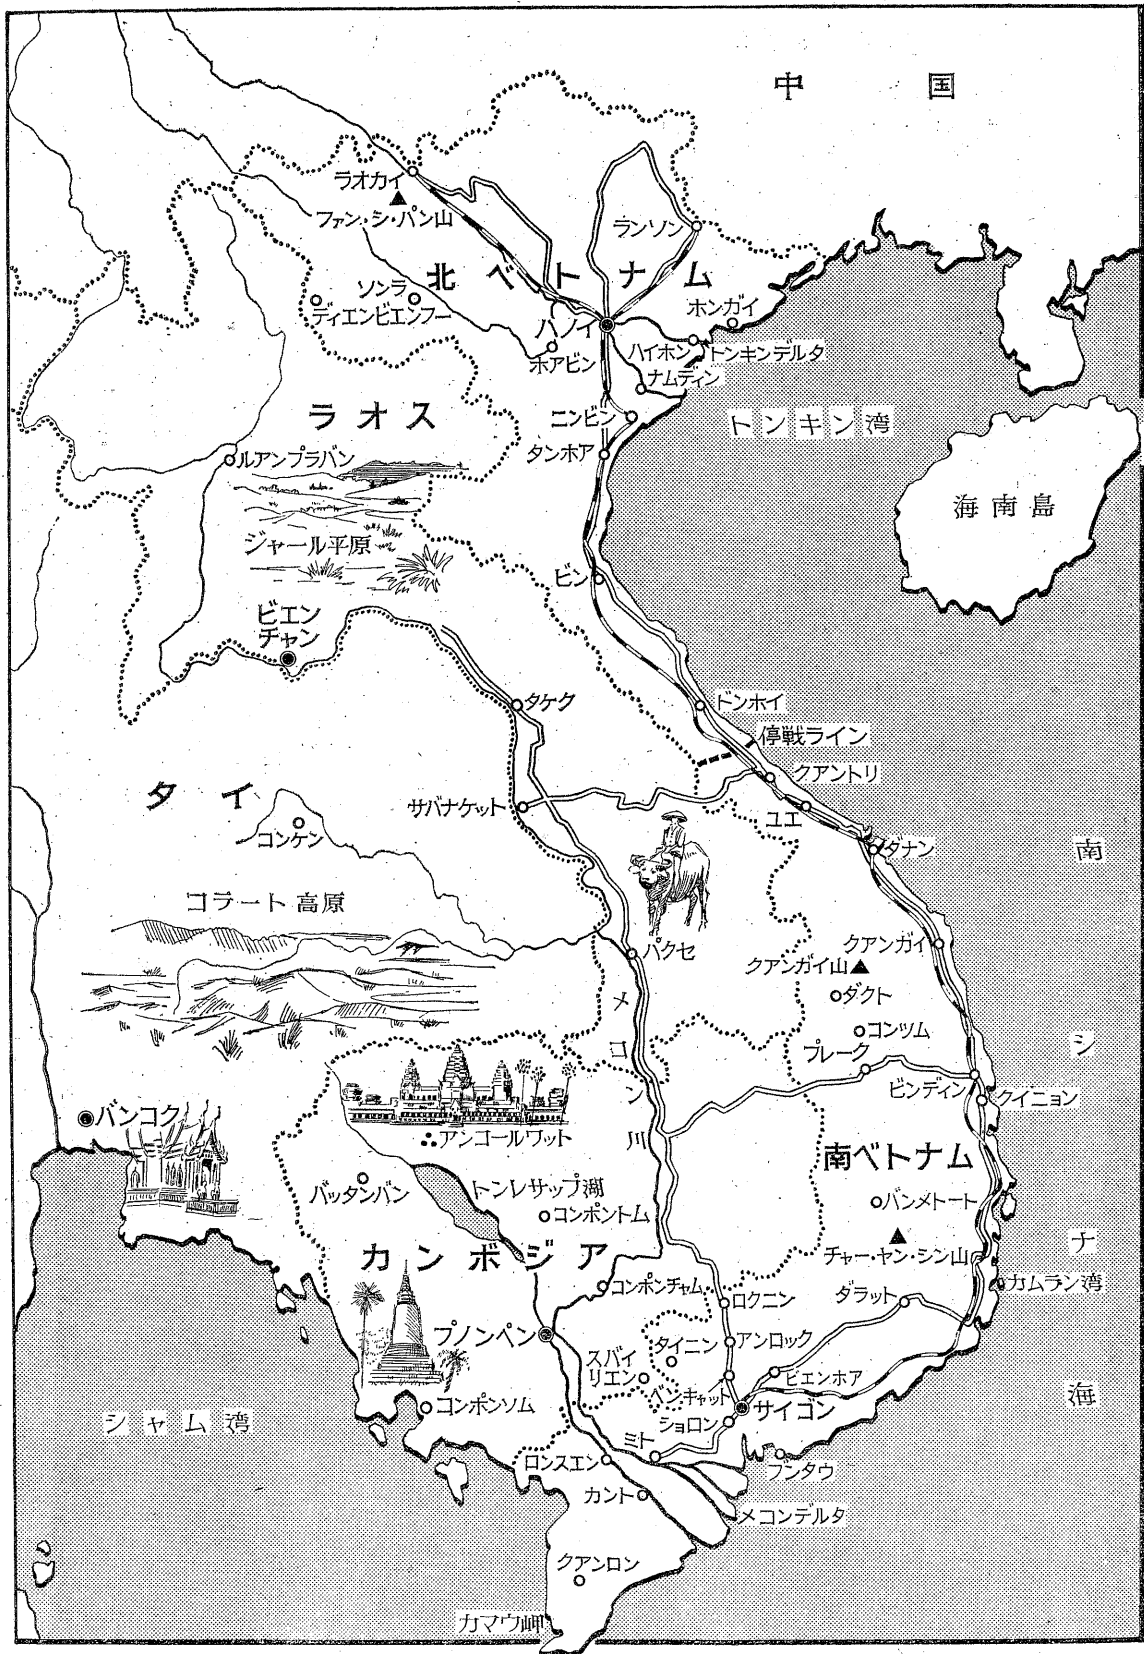 中国
ラオカイ
ファン・シ・パン山
ランソン
北ベトナム
ソンラ
ディエンビエンフー
ホンガイ
ハノイ
ホアビン
ハイホン
トンキンデルタ
ナムディン
ラオス
ニンビン
トンキン湾
タンホア
ルアンプラバン
海南島
ジャール平原
ビン
ビエン
チャン
タケク
ドンホイ
停戦ライン
クアントリ
タイ
サバナケット
ユエ
コンケン
ダナン
南シナ海
コラート高原
クアンガイ
パクセ
クアンガイ山
ダクト
メコン川
コンツム
プレーク
ビンディン
クイニョン
バンコク
アンコールワット
南ベトナム
バッタンバン
トンレサップ湖
コンポントム
バンメトート
カンボジア
チャー・ヤン・シン山
コンポンチャム
ロクニン
ダラット
カムラン湾
プノンペン
アンロック
スバイ
リエン
タイニン
ビエンホア
ベンキャット
コンポンソム
サイゴン
シャム湾
ショロン
ミト
ロンスエン
ブンタウ
カント
メコンデルタ
クアンロン
カマウ岬